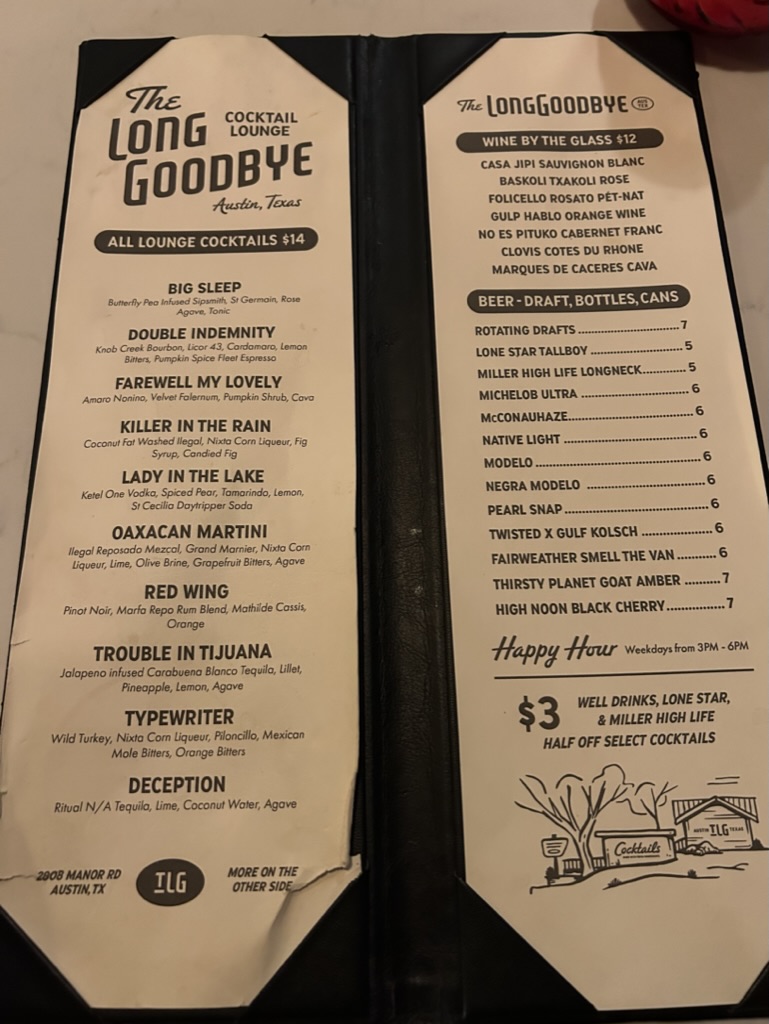 The
LONG
GOODBYE
COCKTAIL
LOUNGE
Austin, Texas
ALL LOUNGE COCKTAILS $14
BIG SLEEP
Butterfly Pea Infused Sipsmith, St Germain, Rose
Agave, Tonic
DOUBLE INDEMNITY
Knob Creek Bourbon, Licor 43, Cardamaro, Lemon
Bitters, Pumpkin Spice Fleet Espresso
FAREWELL MY LOVELY
Amaro Nonino, Velvet Falernum, Pumpkin Shrub, Cava
KILLER IN THE RAIN
Coconut Fat Washed Ilegal, Nixta Corn Liqueur, Fig
Syrup, Candied Fig
LADY IN THE LAKE
Ketel One Vodka, Spiced Pear, Tamarindo, Lemon,
St Cecilia Daytripper Soda
OAXACAN MARTINI
Ilegal Reposado Mezcal, Grand Marnier, Nixta Corn
Liqueur, Lime, Olive Brine, Grapefruit Bitters, Agave
RED WING
Pinot Noir, Marfa Repo Rum Blend, Mathilde Cassis,
Orange
TROUBLE IN TIJUANA
Jalapeno infused Carabuena Blanco Tequila, Lillet,
Pineapple, Lemon, Agave
TYPEWRITER
Wild Turkey, Nixta Corn Liqueur, Piloncillo, Mexican
Mole Bitters, Orange Bitters
DECEPTION
Ritual N/A Tequila, Lime, Coconut Water, Agave
2808 MANOR RD
AUSTIN, TX
ILG
MORE ON THE
OTHER SIDE
The LONG GOODBYE AUS TEX
WINE BY THE GLASS $12
CASA JIPI SAUVIGNON BLANC
BASKOLI TXAKOLI ROSE
FOLICELLO ROSATO PÉT-NAT
GULP HABLO ORANGE WINE
NO ES PITUKO CABERNET FRANC
CLOVIS COTES DU RHONE
MARQUES DE CACERES CAVA
BEER - DRAFT, BOTTLES, CANS
ROTATING DRAFTS ........................ 7
LONE STAR TALLBOY ...................... 5
MILLER HIGH LIFE LONGNECK........... 5
MICHELOB ULTRA ......................... 6
McCONAUHAZE............................. 6
NATIVE LIGHT ............................. 6
MODELO ..................................... 6
NEGRA MODELO .......................... 6
PEARL SNAP ............................... 6
TWISTED X GULF KOLSCH ................ 6
FAIRWEATHER SMELL THE VAN ......... 6
THIRSTY PLANET GOAT AMBER ......... 7
HIGH NOON BLACK CHERRY............... 7
Happy Hour Weekdays from 3PM - 6PM
$3 WELL DRINKS, LONE STAR,
& MILLER HIGH LIFE
HALF OFF SELECT COCKTAILS
AUSTIN ILG TEXAS
Cocktails